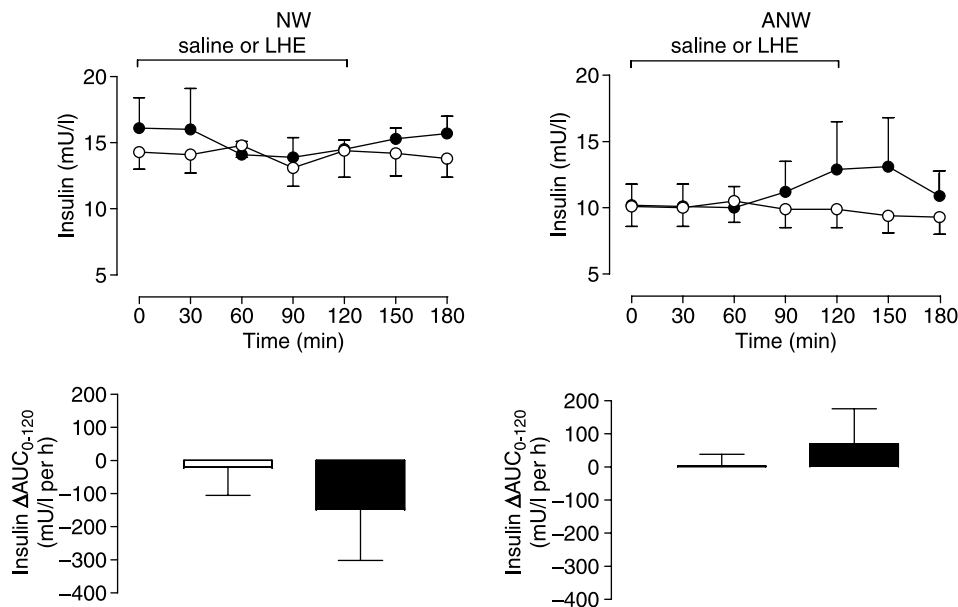 NW
saline or LHE
20
15
10
5
Insulin (mU/l)
0 30 60 90 120 150 180
Time (min)
ANW
saline or LHE
20
15
10
5
Insulin (mU/l)
0 30 60 90 120 150 180
Time (min)
200
100
0
−100
−200
−300
−400
Insulin ΔAUC0-120
(mU/l per h)
200
100
0
−100
−200
−300
−400
Insulin ΔAUC0-120
(mU/l per h)